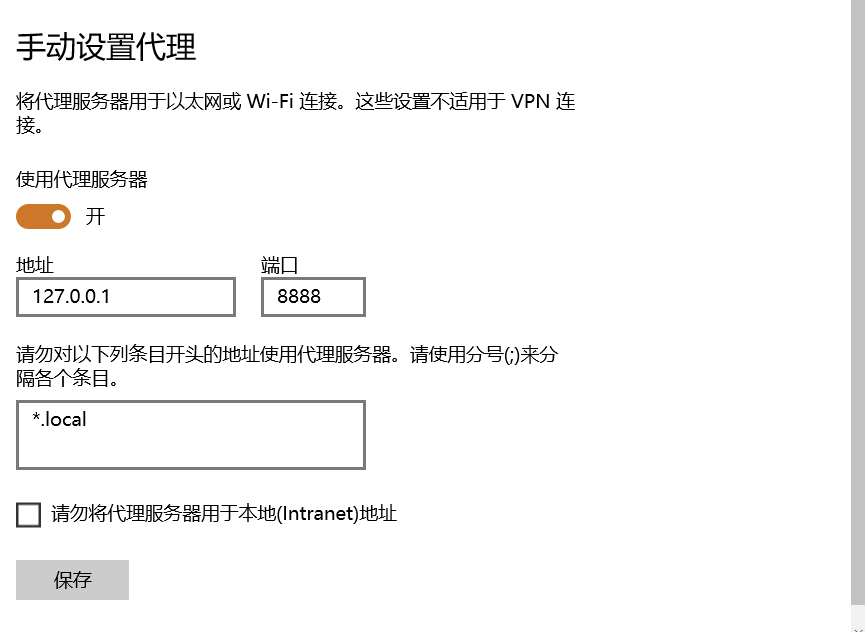 手动设置代理
将代理服务器用于以太网或 Wi-Fi 连接。这些设置不适用于 VPN 连
接。
使用代理服务器
开
地址 端口
127.0.0.1 8888
请勿对以下列条目开头的地址使用代理服务器。请使用分号(;)来分
隔各个条目。
*.local
请勿将代理服务器用于本地(Intranet)地址
保存